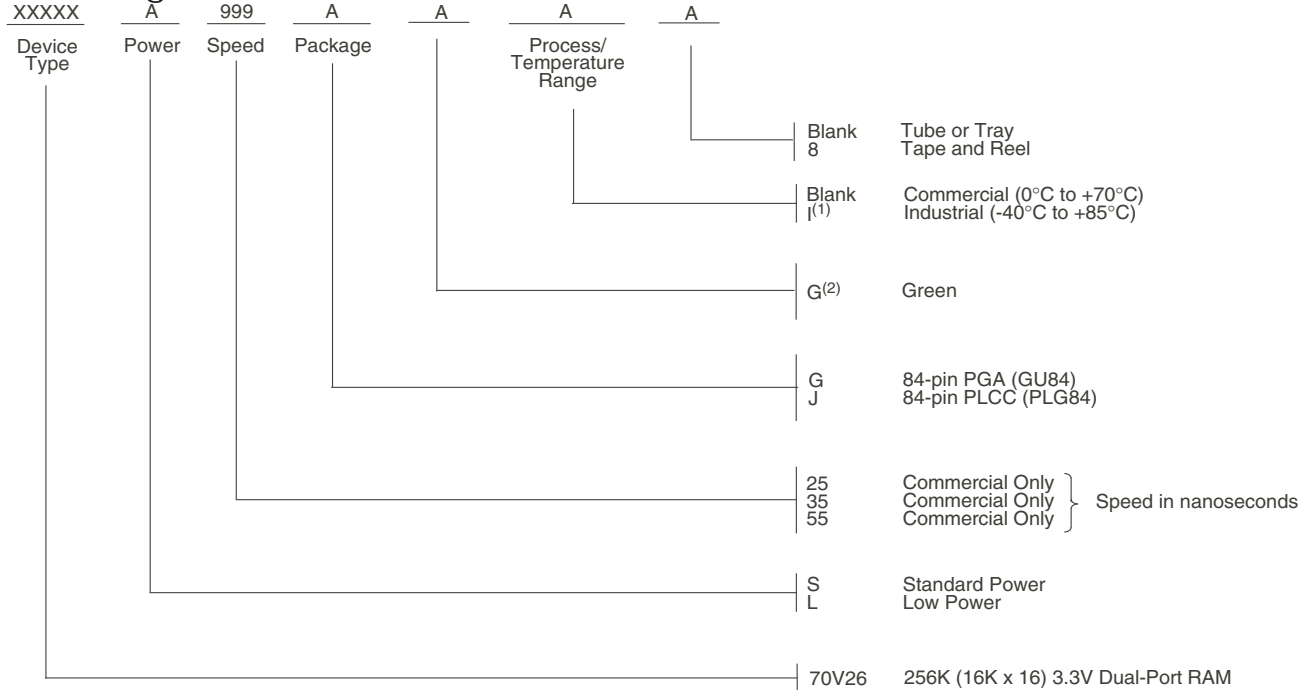 XXXXX A 999 A A A A
Device Type Power Speed Package Process/ Temperature Range
Blank Tube or Tray
8 Tape and Reel
Blank Commercial (0°C to +70°C)
I(1) Industrial (-40°C to +85°C)
G(2) Green
G 84-pin PGA (GU84)
J 84-pin PLCC (PLG84)
25 Commercial Only
35 Commercial Only Speed in nanoseconds
55 Commercial Only
S Standard Power
L Low Power
70V26 256K (16K x 16) 3.3V Dual-Port RAM